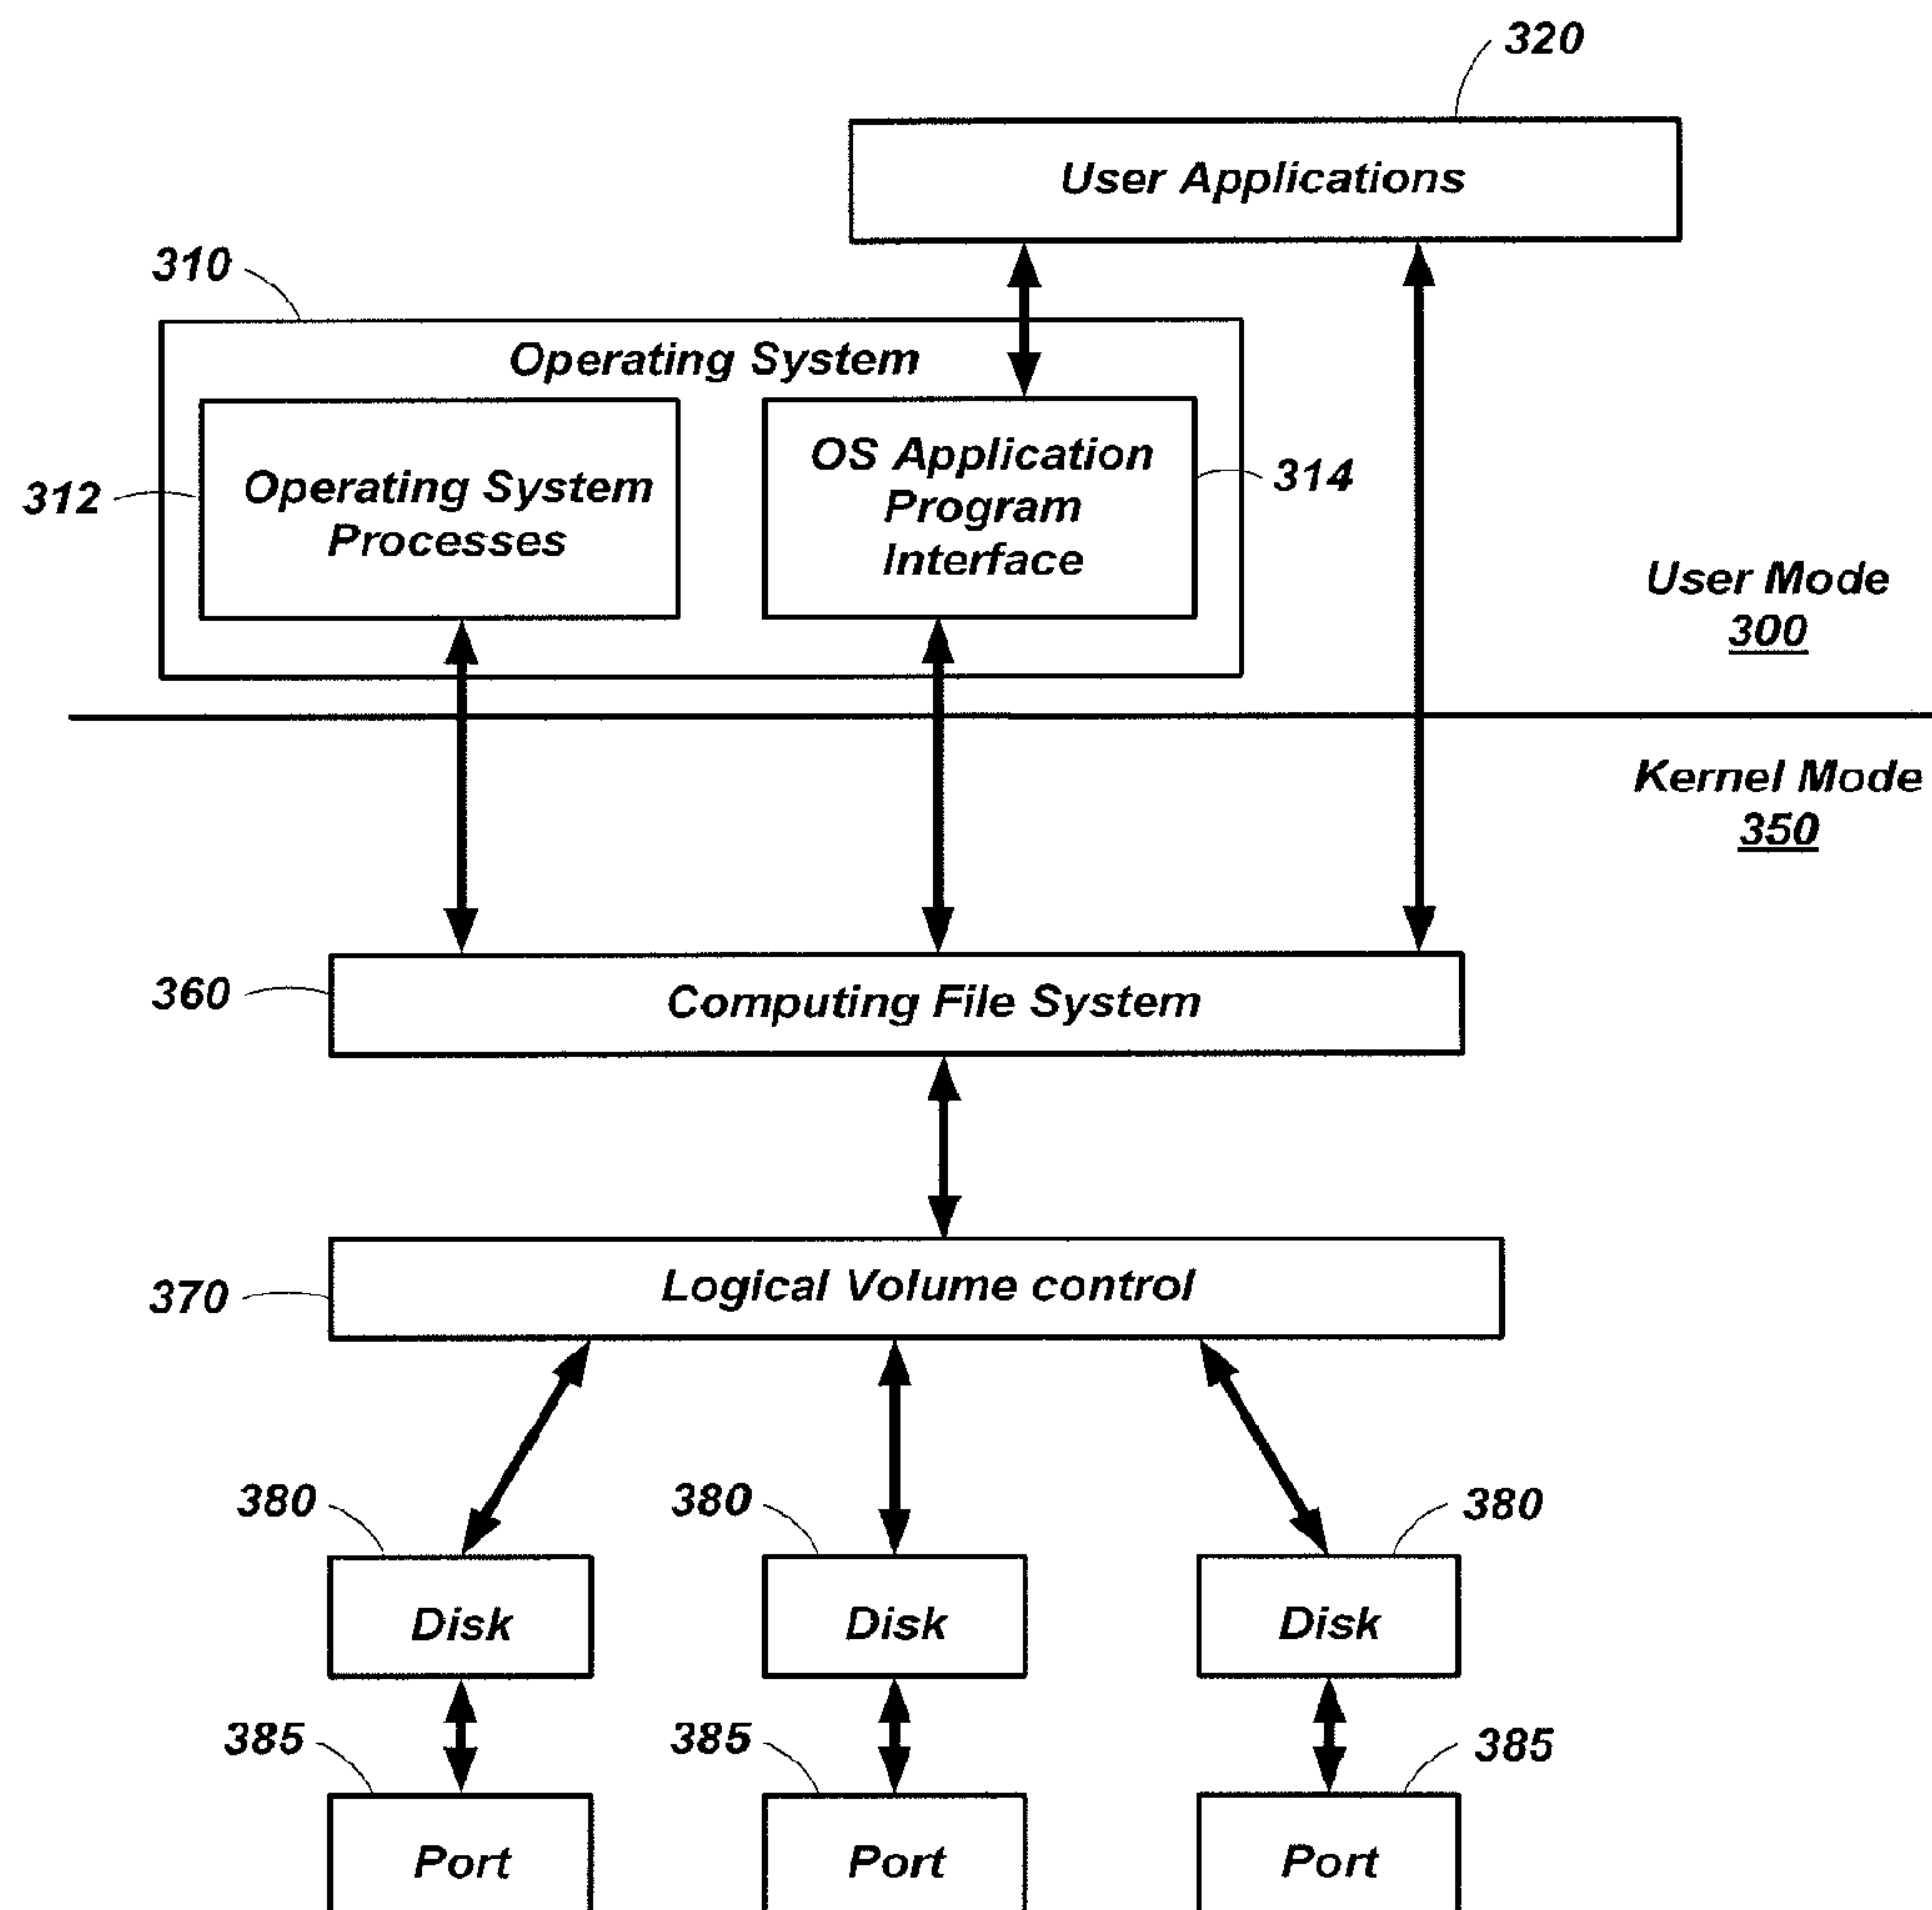 320
User Applications
310
Operating System
312
Operating System
Processes
OS Application
Program
Interface
314
User Mode
300
Kernel Mode
350
360
Computing File System
370
Logical Volume control
380
380
380
Disk
Disk
Disk
385
385
385
Port
Port
Port